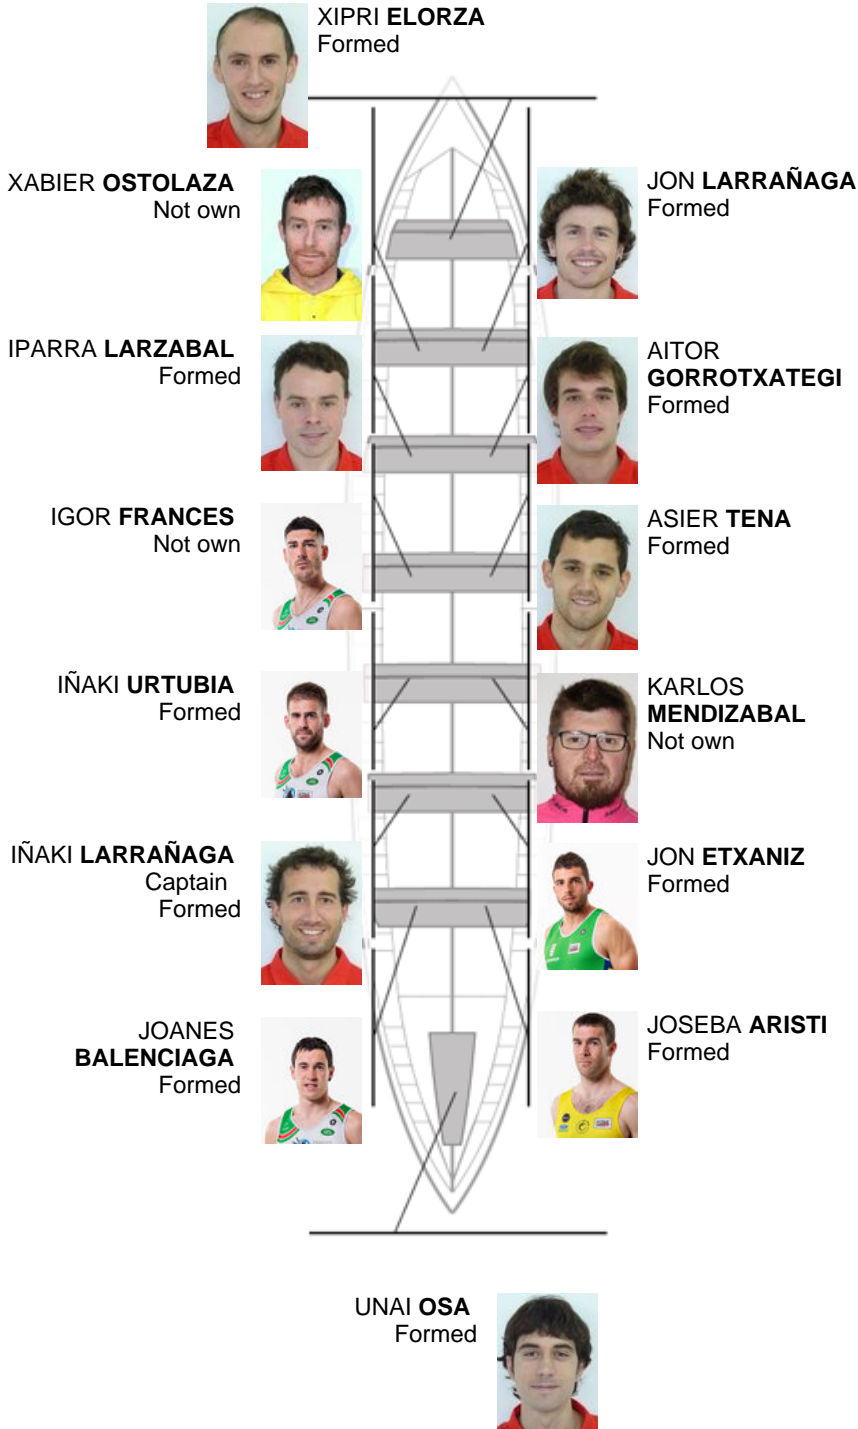 XIPRI ELORZA
Formed
XABIER OSTOLAZA
Not own
JON LARRAÑAGA
Formed
IPARRA LARZABAL
Formed
AITOR
GORROTXATEGI
Formed
IGOR FRANCES
Not own
ASIER TENA
Formed
IÑAKI URTUBIA
Formed
KARLOS
MENDIZABAL
Not own
IÑAKI LARRAÑAGA
Captain
Formed
JON ETXANIZ
Formed
JOANES
BALENCIAGA
Formed
JOSEBA ARISTI
Formed
UNAI OSA
Formed